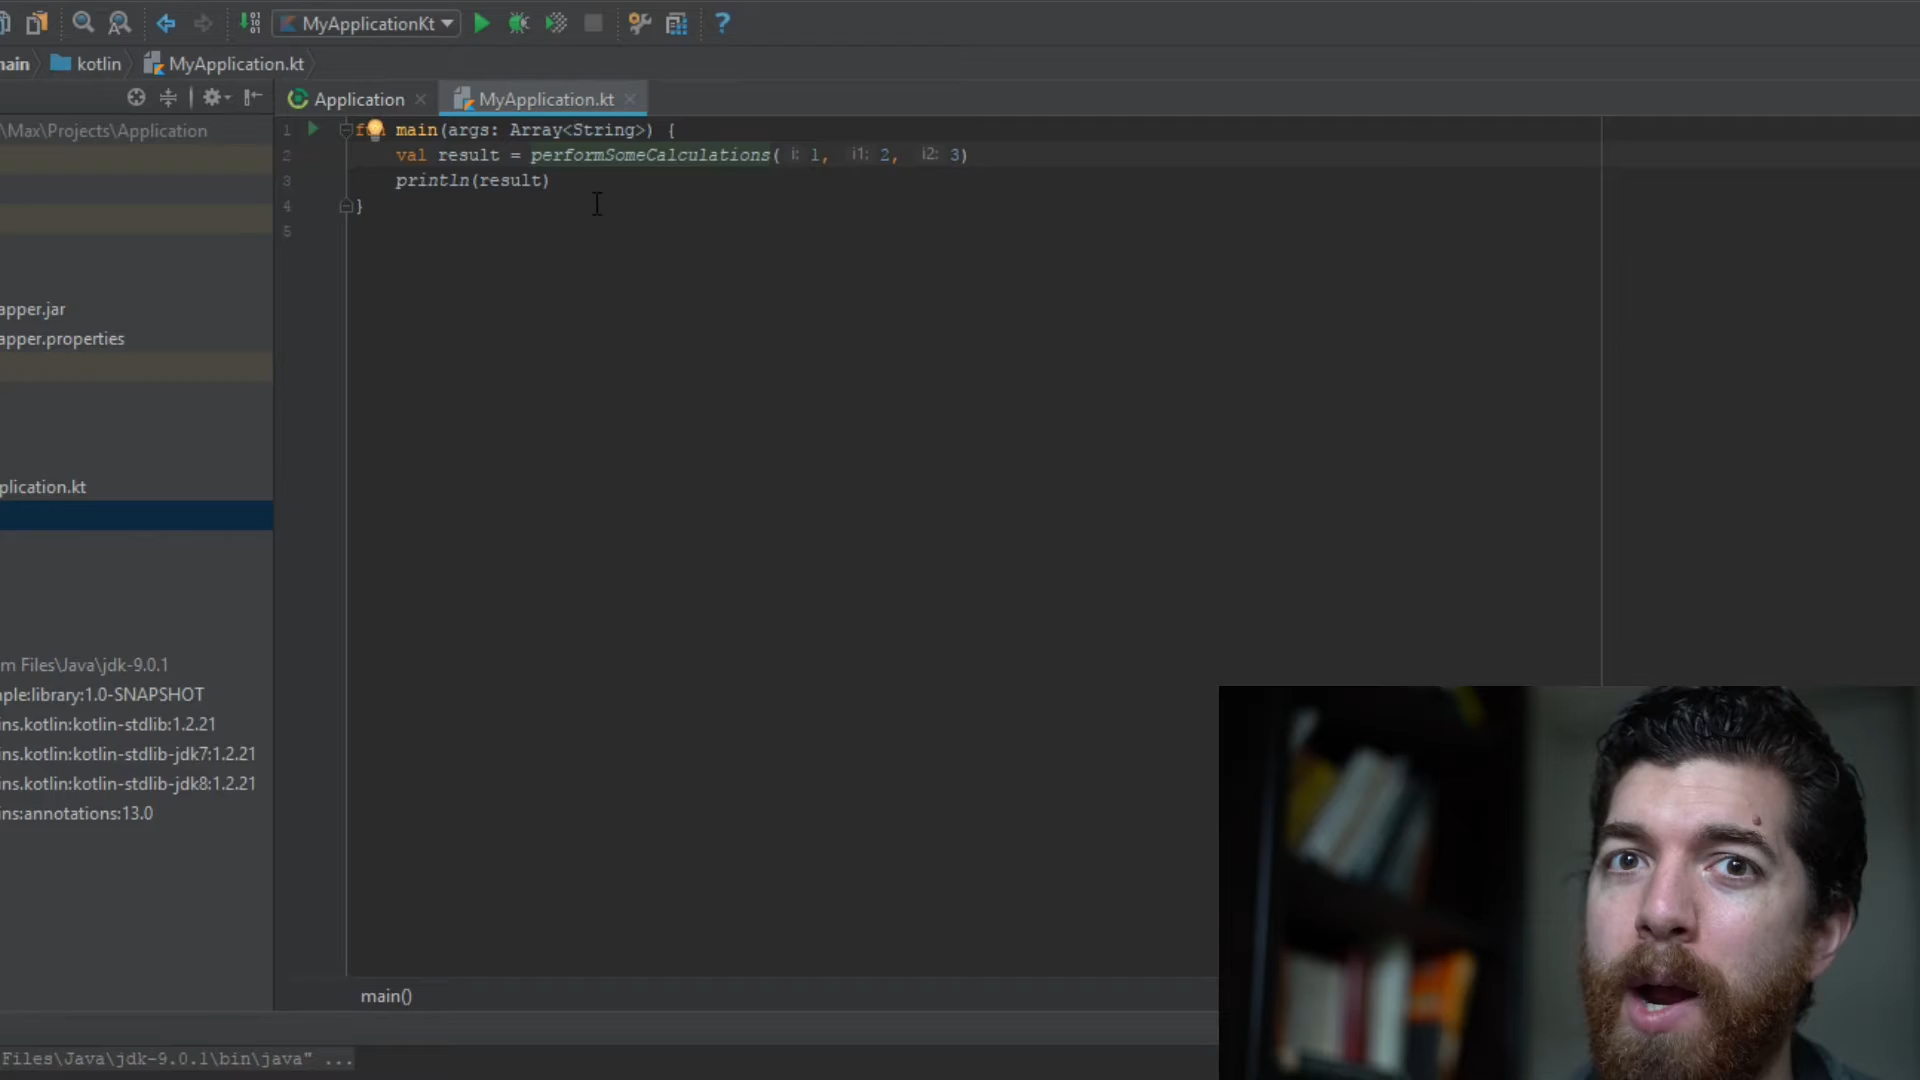 MyApplicationKt
?
main
kotlin
MyApplication.kt
Application
MyApplication.kt
\Max\Projects\Application
1
main(args: Array<String>) {
2
val result = performSomeCalculations( i: 1, i1: 2, i2: 3)
3
println(result)
4
}
5
apper.jar
apper.properties
plication.kt
m Files\Java\jdk-9.0.1
ple:library:1.0-SNAPSHOT
ins.kotlin:kotlin-stdlib:1.2.21
ins.kotlin:kotlin-stdlib-jdk7:1.2.21
ins.kotlin:kotlin-stdlib-jdk8:1.2.21
ins:annotations:13.0
main()
Files\Java\jdk-9.0.1\bin\java" ...